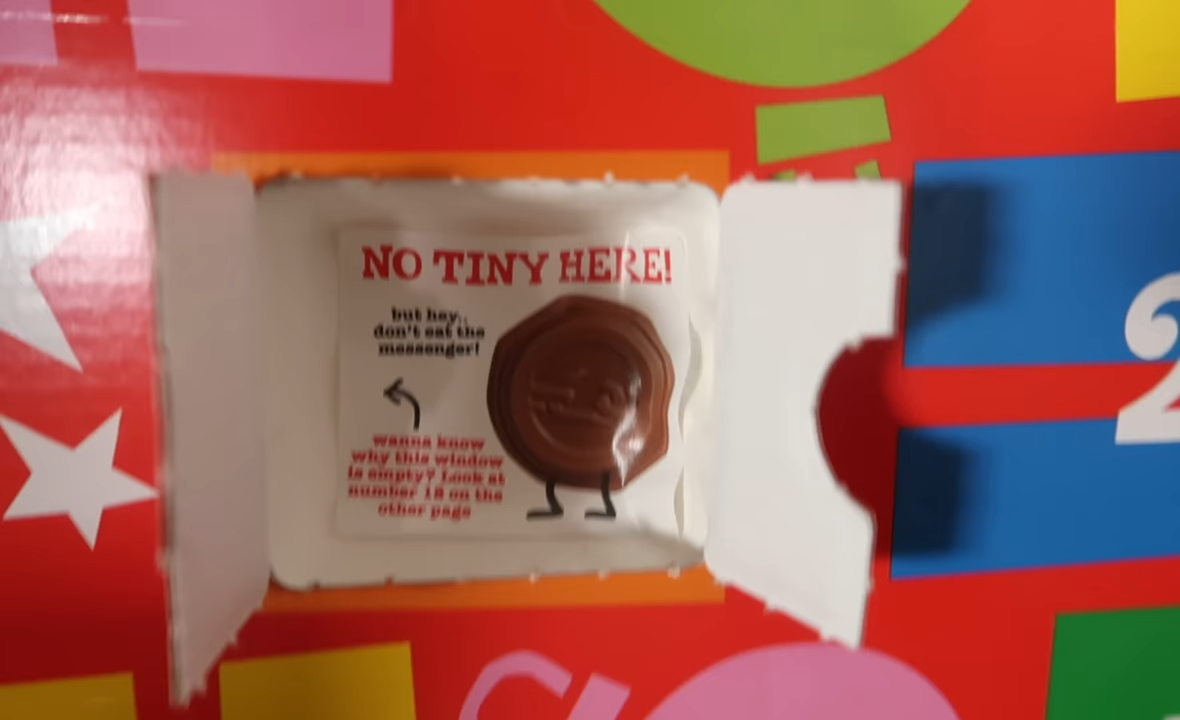 NO TINY HERE!
but hey..
don't eat the
messenger!
wanna know
why this window
is empty? Look at
number 18 on the
other page
2